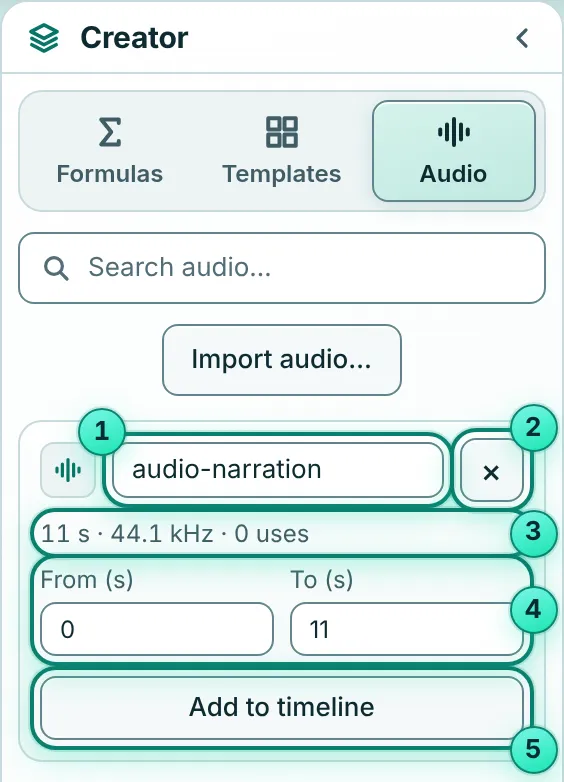 Creator
Formulas
Templates
Audio
Search audio...
Import audio...
1
2
audio-narration
×
11 s · 44.1 kHz · 0 uses
3
From (s)
To (s)
0
11
4
Add to timeline
5